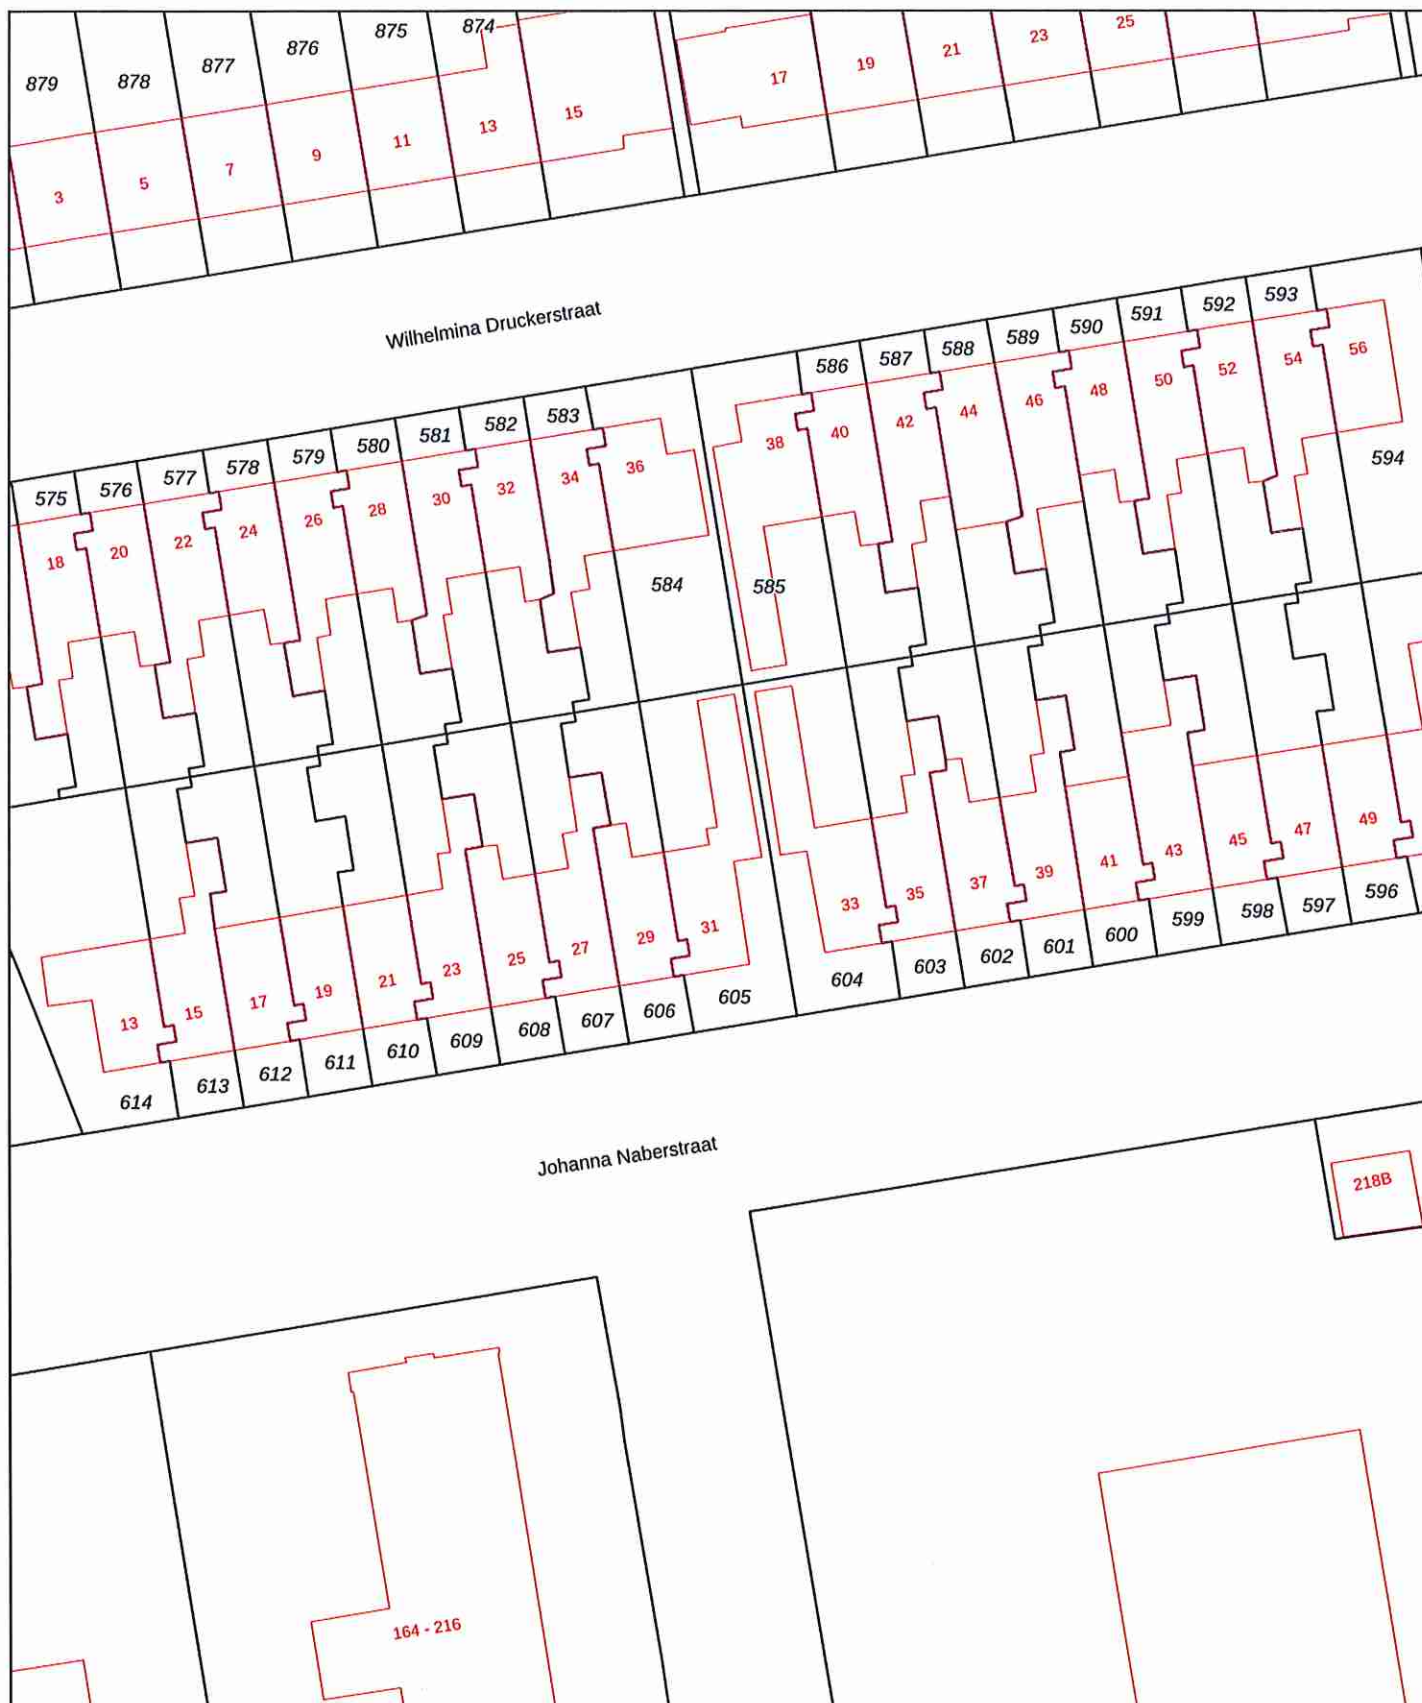 879 878 877 876 875 874
3 5 7 9 11 13 15 17 19 21 23 25
Wilhelmina Druckerstraat
575 576 577 578 579 580 581 582 583 586 587 588 589 590 591 592 593
18 20 22 24 26 28 30 32 34 36 38 40 42 44 46 48 50 52 54 56
584 585 594
13 15 17 19 21 23 25 27 29 31 33 35 37 39 41 43 45 47 49
614 613 612 611 610 609 608 607 606 605 604 603 602 601 600 599 598 597 596
Johanna Naberstraat
218B
164 - 216